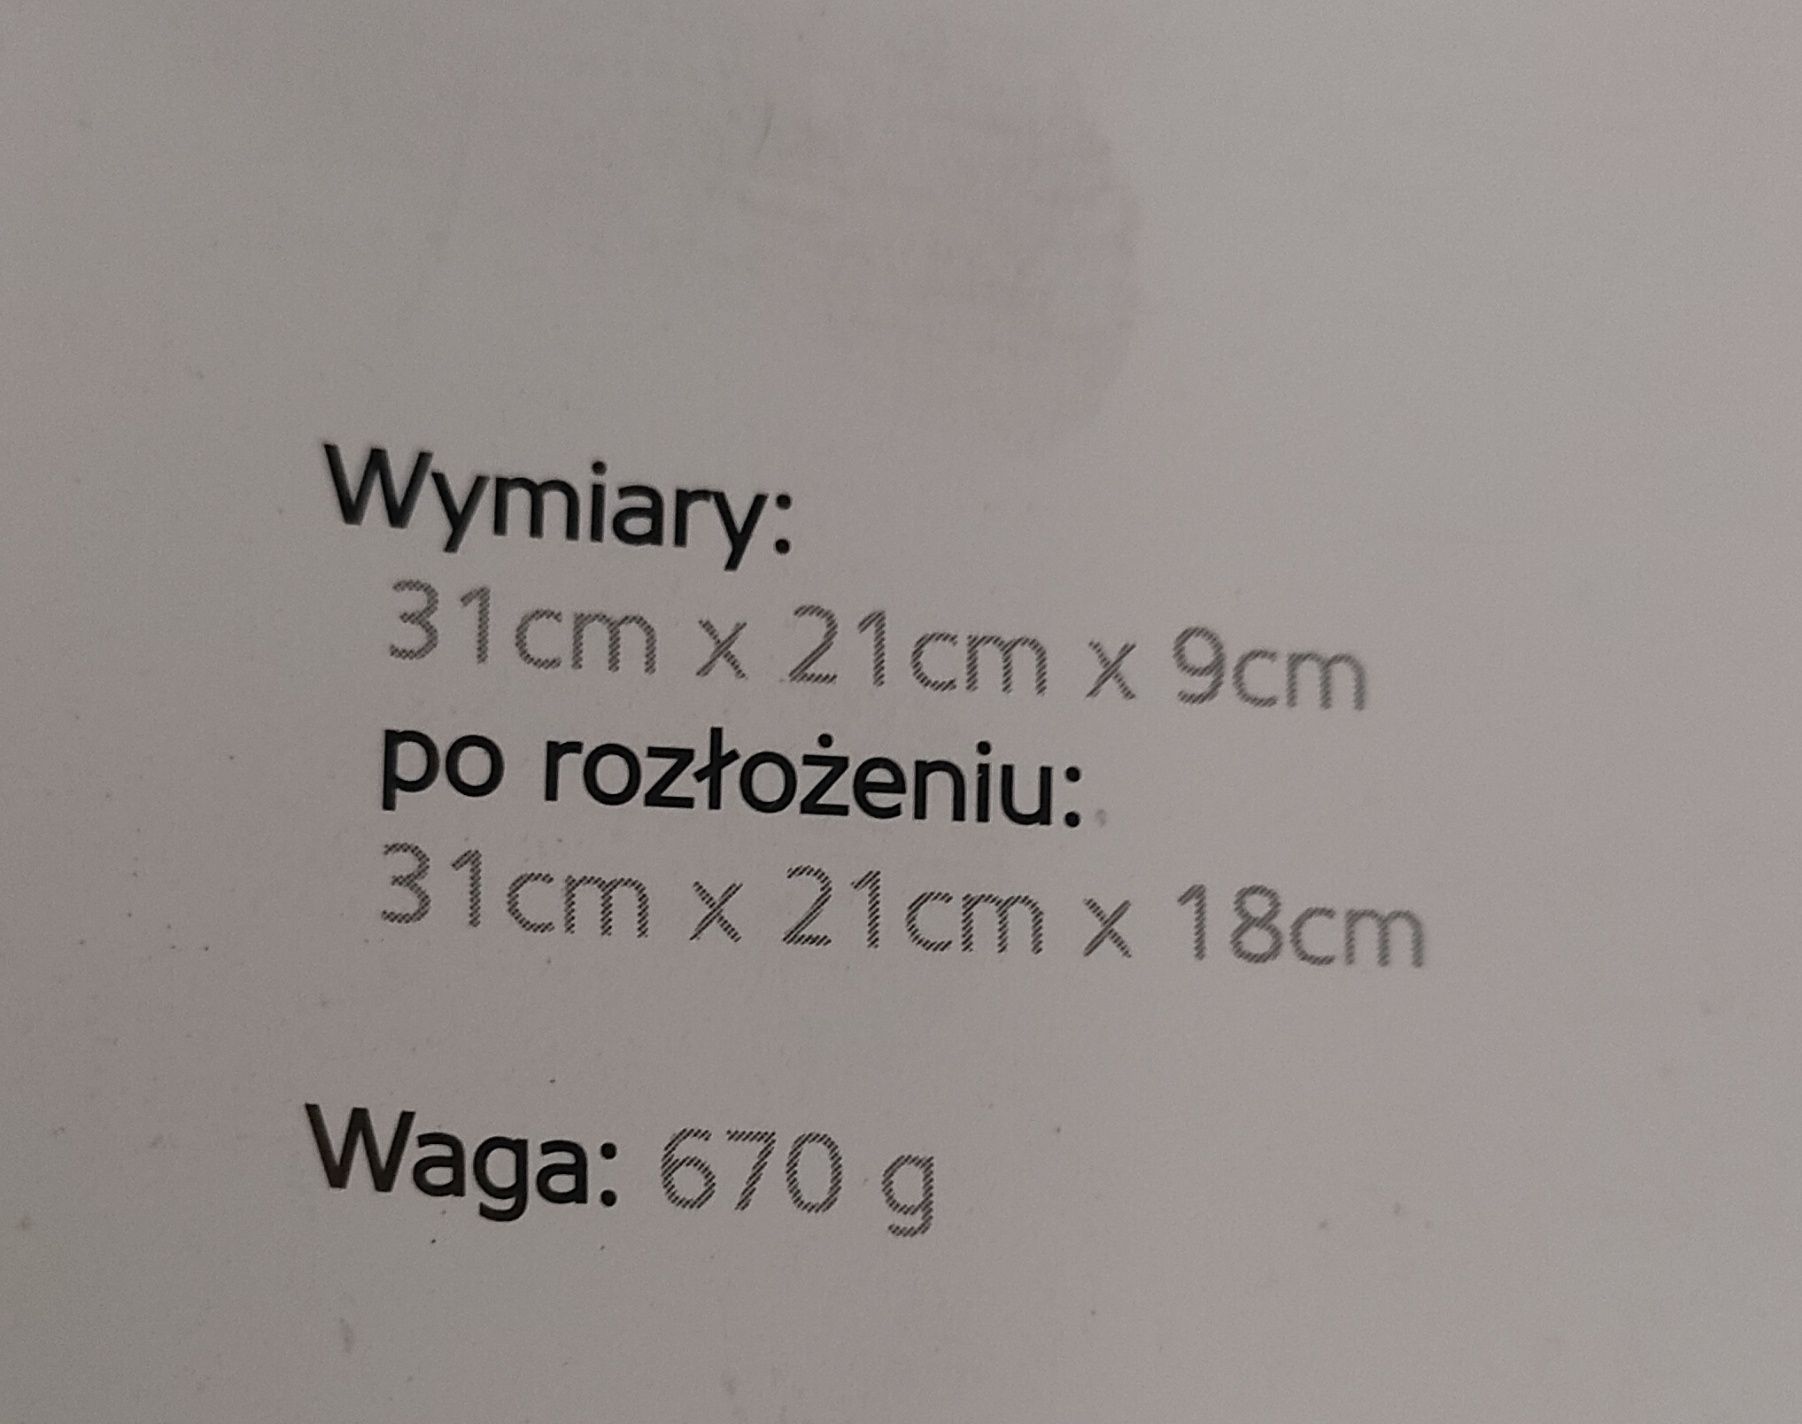 Wymiary:
31cm x 21cm x 9cm
po rozłożeniu:
31cm x 21cm x 18cm
Waga: 670 g